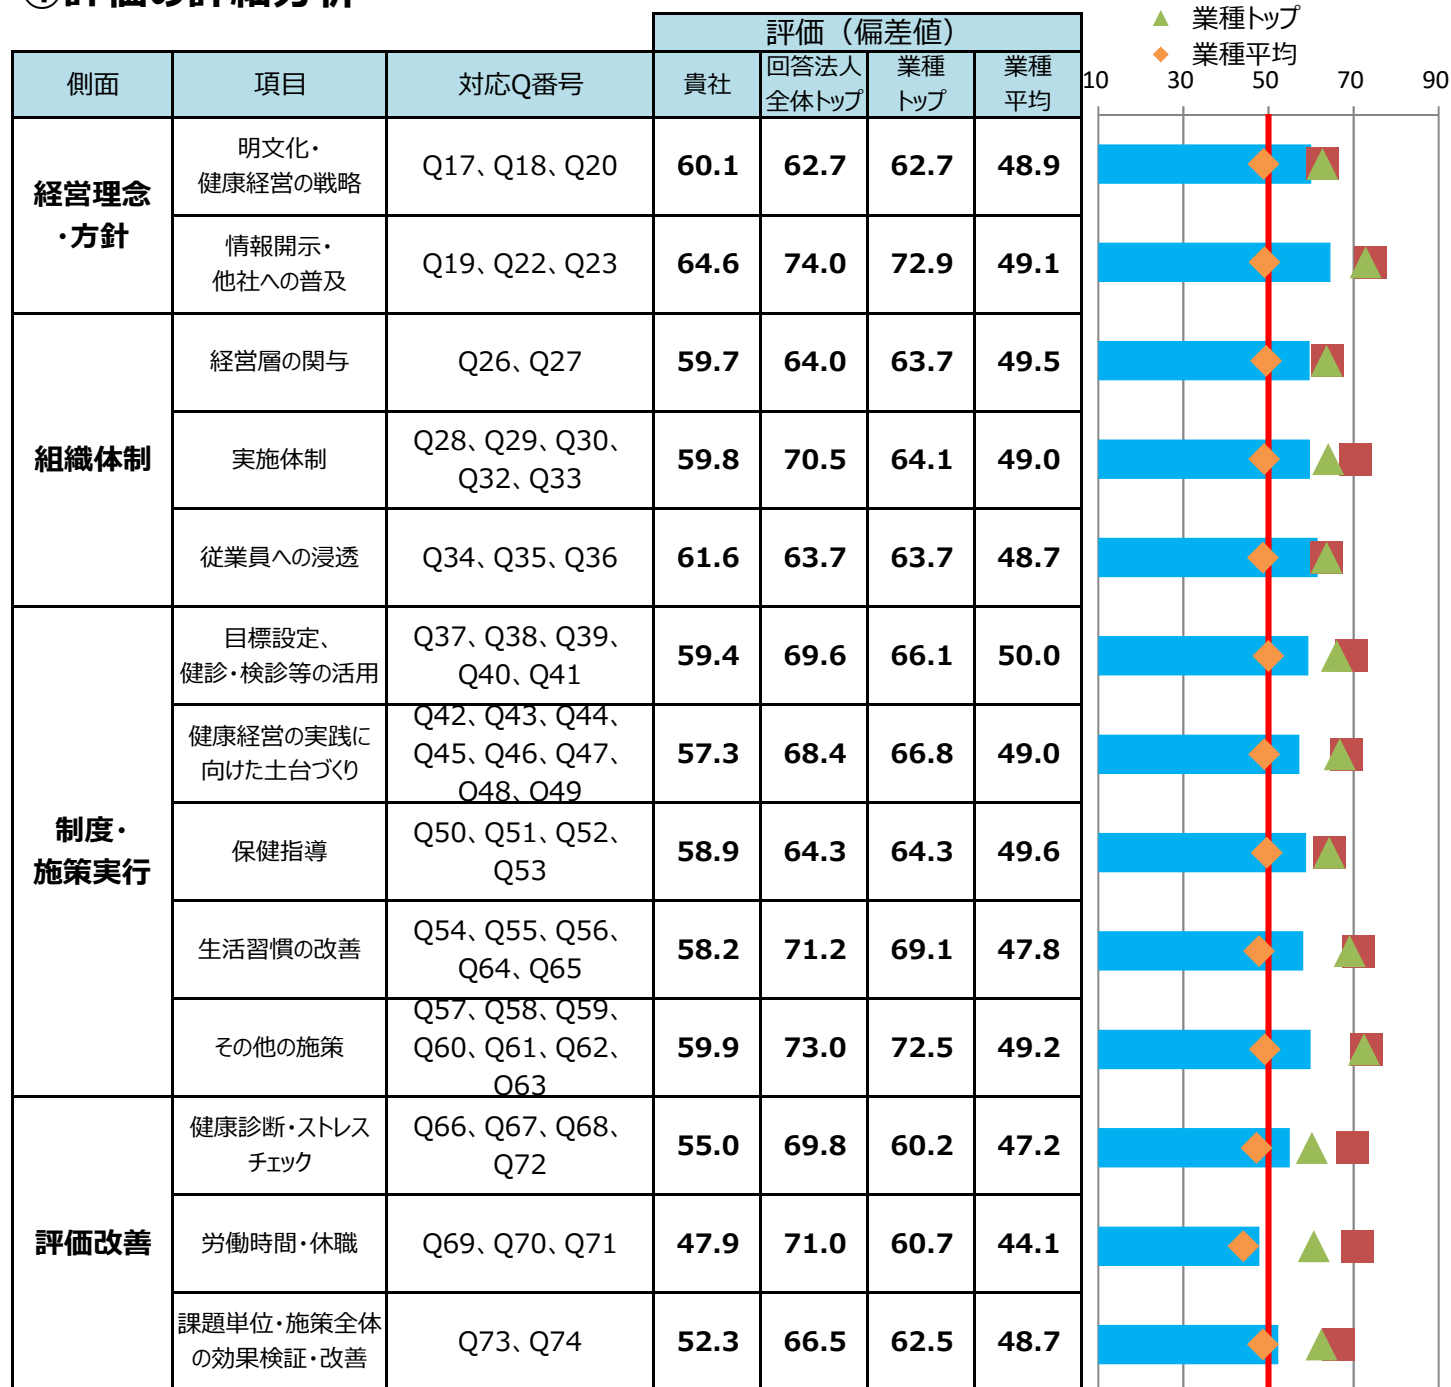 ①評価の詳細分析
業種トップ
業種平均
評価（偏差値）
側面 項目 対応Q番号 貴社 回答法人全体トップ 業種トップ 業種平均
10 30 50 70 90
経営理念・方針
明文化・健康経営の戦略 Q17、Q18、Q20 60.1 62.7 62.7 48.9
情報開示・他社への普及 Q19、Q22、Q23 64.6 74.0 72.9 49.1
組織体制
経営層の関与 Q26、Q27 59.7 64.0 63.7 49.5
実施体制 Q28、Q29、Q30、Q32、Q33 59.8 70.5 64.1 49.0
従業員への浸透 Q34、Q35、Q36 61.6 63.7 63.7 48.7
制度・施策実行
目標設定、健診・検診等の活用 Q37、Q38、Q39、Q40、Q41 59.4 69.6 66.1 50.0
健康経営の実践に向けた土台づくり Q42、Q43、Q44、Q45、Q46、Q47、Q48、Q49 57.3 68.4 66.8 49.0
保健指導 Q50、Q51、Q52、Q53 58.9 64.3 64.3 49.6
生活習慣の改善 Q54、Q55、Q56、Q64、Q65 58.2 71.2 69.1 47.8
その他の施策 Q57、Q58、Q59、Q60、Q61、Q62、Q63 59.9 73.0 72.5 49.2
評価改善
健康診断・ストレスチェック Q66、Q67、Q68、Q72 55.0 69.8 60.2 47.2
労働時間・休職 Q69、Q70、Q71 47.9 71.0 60.7 44.1
課題単位・施策全体の効果検証・改善 Q73、Q74 52.3 66.5 62.5 48.7